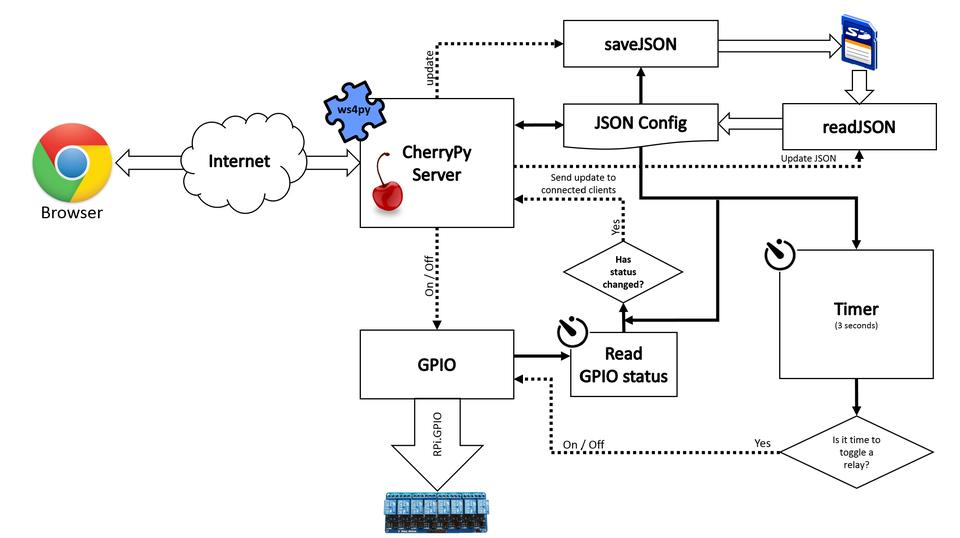 saveJSON
update
ws4py
JSON Config
readJSON
CherryPy
Server
Internet
Update JSON
Browser
Send update to
connected clients
Yes
On / Off
Has
status
changed?
Timer
(3 seconds)
Read
GPIO status
GPIO
RPi.GPIO
On / Off
Yes
Is it time to
toggle a
relay?